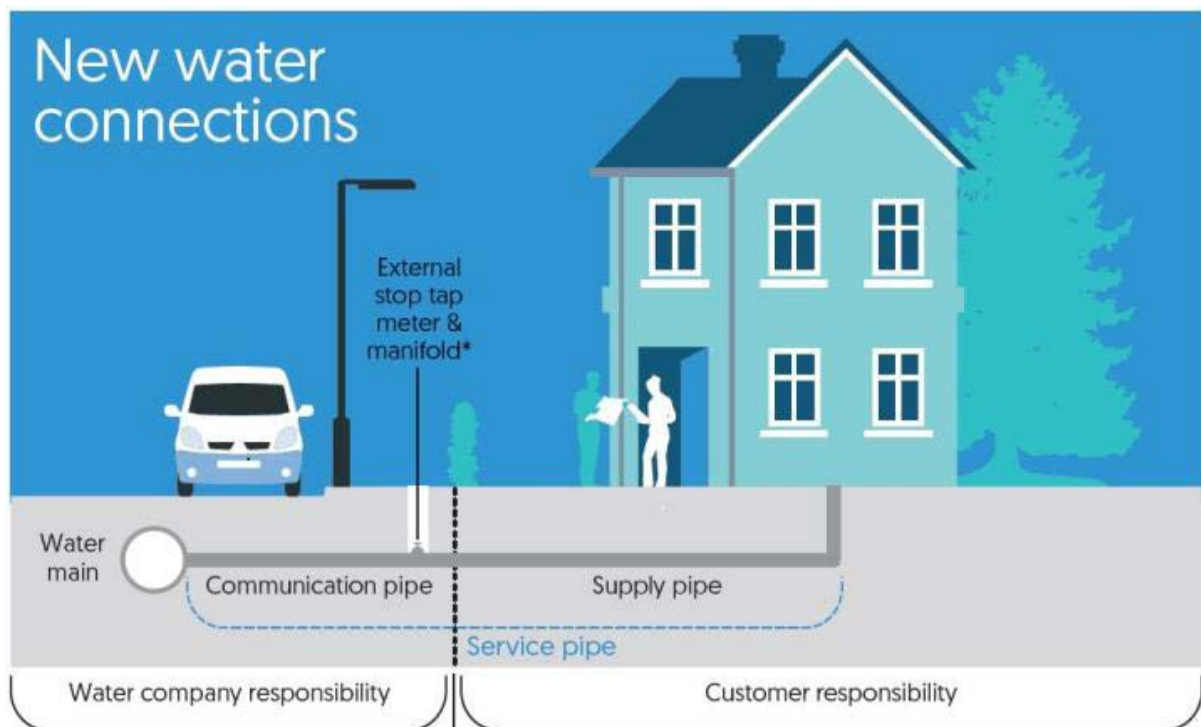 New water
connections
External
stop tap
meter &
manifold*
Water
main
Communication pipe
Supply pipe
Service pipe
Water company responsibility
Customer responsibility